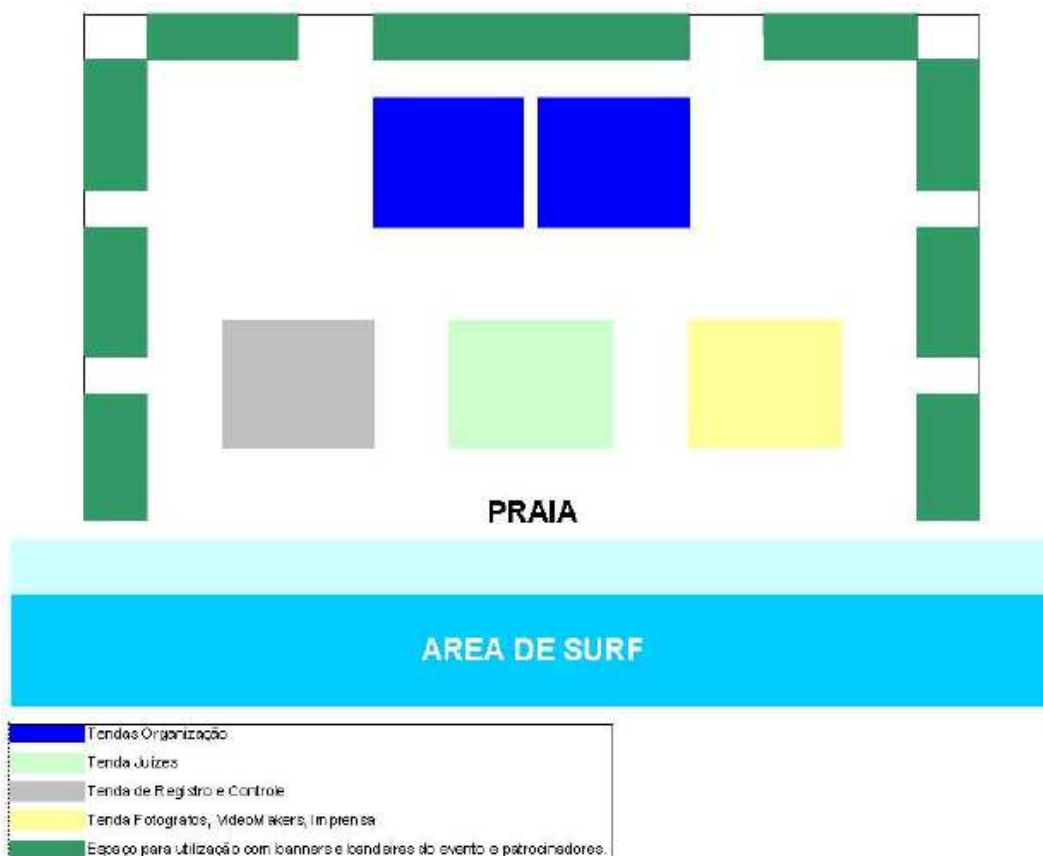 PRAIA
AREA DE SURF
Tendas Organização
Tenda Juízes
Tenda de Registro e Controle
Tenda Fotografos, VideoMakers, Imprensa
Espaço para utilização com banners e bandeiras do evento e patrocinadores.